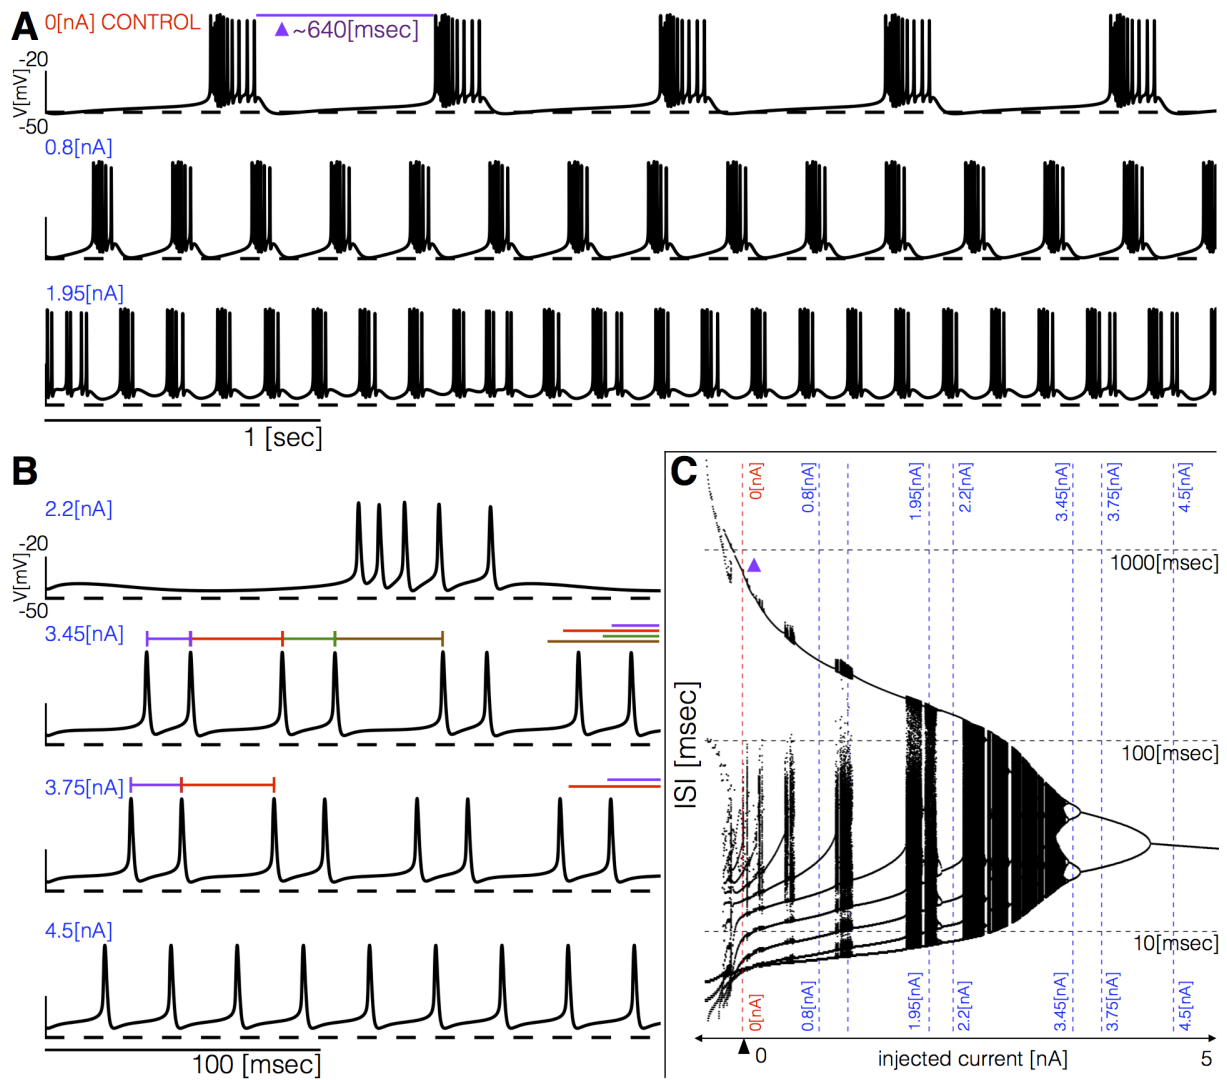 A
0[nA] CONTROL
▲~640[msec]
-20
V[mV]
-50
0.8[nA]
1.95[nA]
1 [sec]
B
2.2[nA]
-20
V[mV]
-50
3.45[nA]
3.75[nA]
4.5[nA]
100 [msec]
C
0[nA]
0.8[nA]
1.95[nA]
2.2[nA]
3.45[nA]
3.75[nA]
4.5[nA]
1000[msec]
ISI [msec]
100[msec]
10[msec]
0[nA]
0.8[nA]
1.95[nA]
2.2[nA]
3.45[nA]
3.75[nA]
4.5[nA]
0
injected current [nA]
5